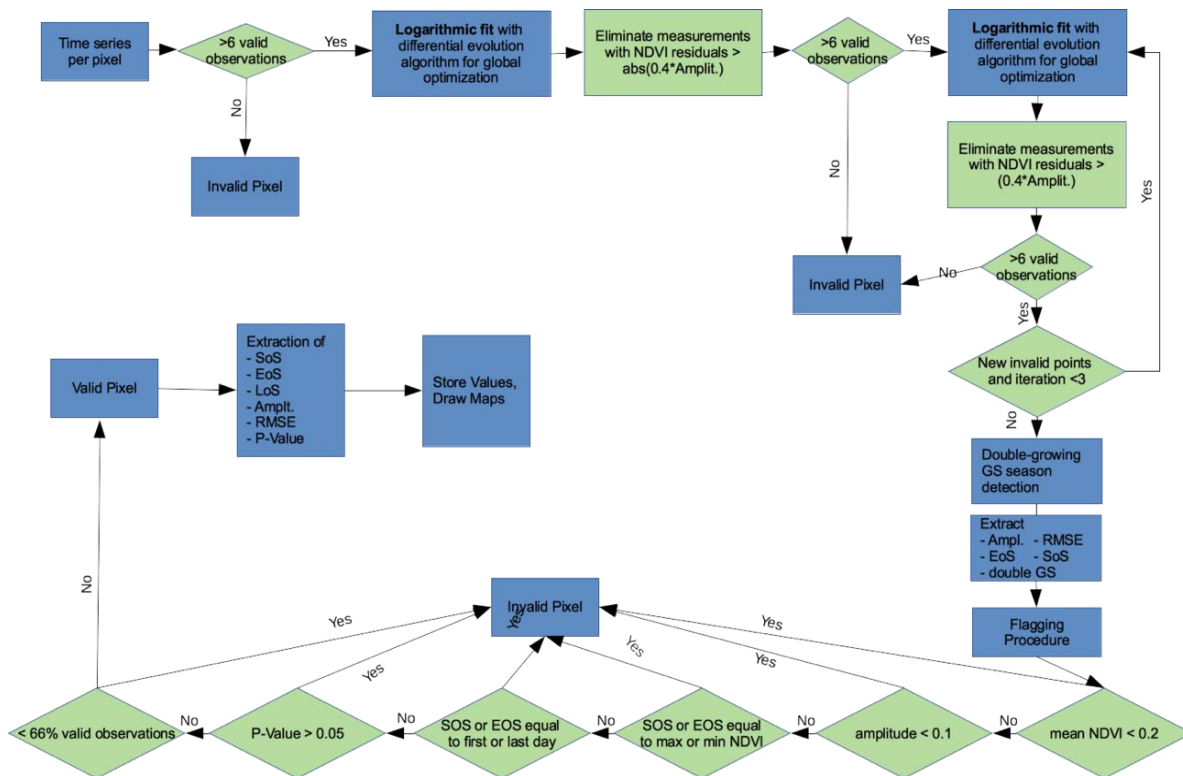 Time series
per pixel
>6 valid
observations
Yes
No
Invalid Pixel
Logarithmic fit with
differential evolution
algorithm for global
optimization
Eliminate measurements
with NDVI residuals >
abs(0.4*Amplit.)
>6 valid
observations
Yes
No
Invalid Pixel
Logarithmic fit with
differential evolution
algorithm for global
optimization
Eliminate measurements
with NDVI residuals >
(0.4*Amplit.)
Yes
>6 valid
observations
No
Yes
New invalid points
and iteration <3
No
Double-growing
GS season
detection
Extract
- Ampl. - RMSE
- EoS - SoS
- double GS
Flagging
Procedure
mean NDVI < 0.2
Yes
No
amplitude < 0.1
Yes
No
SOS or EOS equal
to max or min NDVI
Yes
No
SOS or EOS equal
to first or last day
Yes
No
P-Value > 0.05
Yes
No
< 66% valid observations
Yes
No
Invalid Pixel
Valid Pixel
Extraction of
- SoS
- EoS
- LoS
- Amplt.
- RMSE
- P-Value
Store Values,
Draw Maps